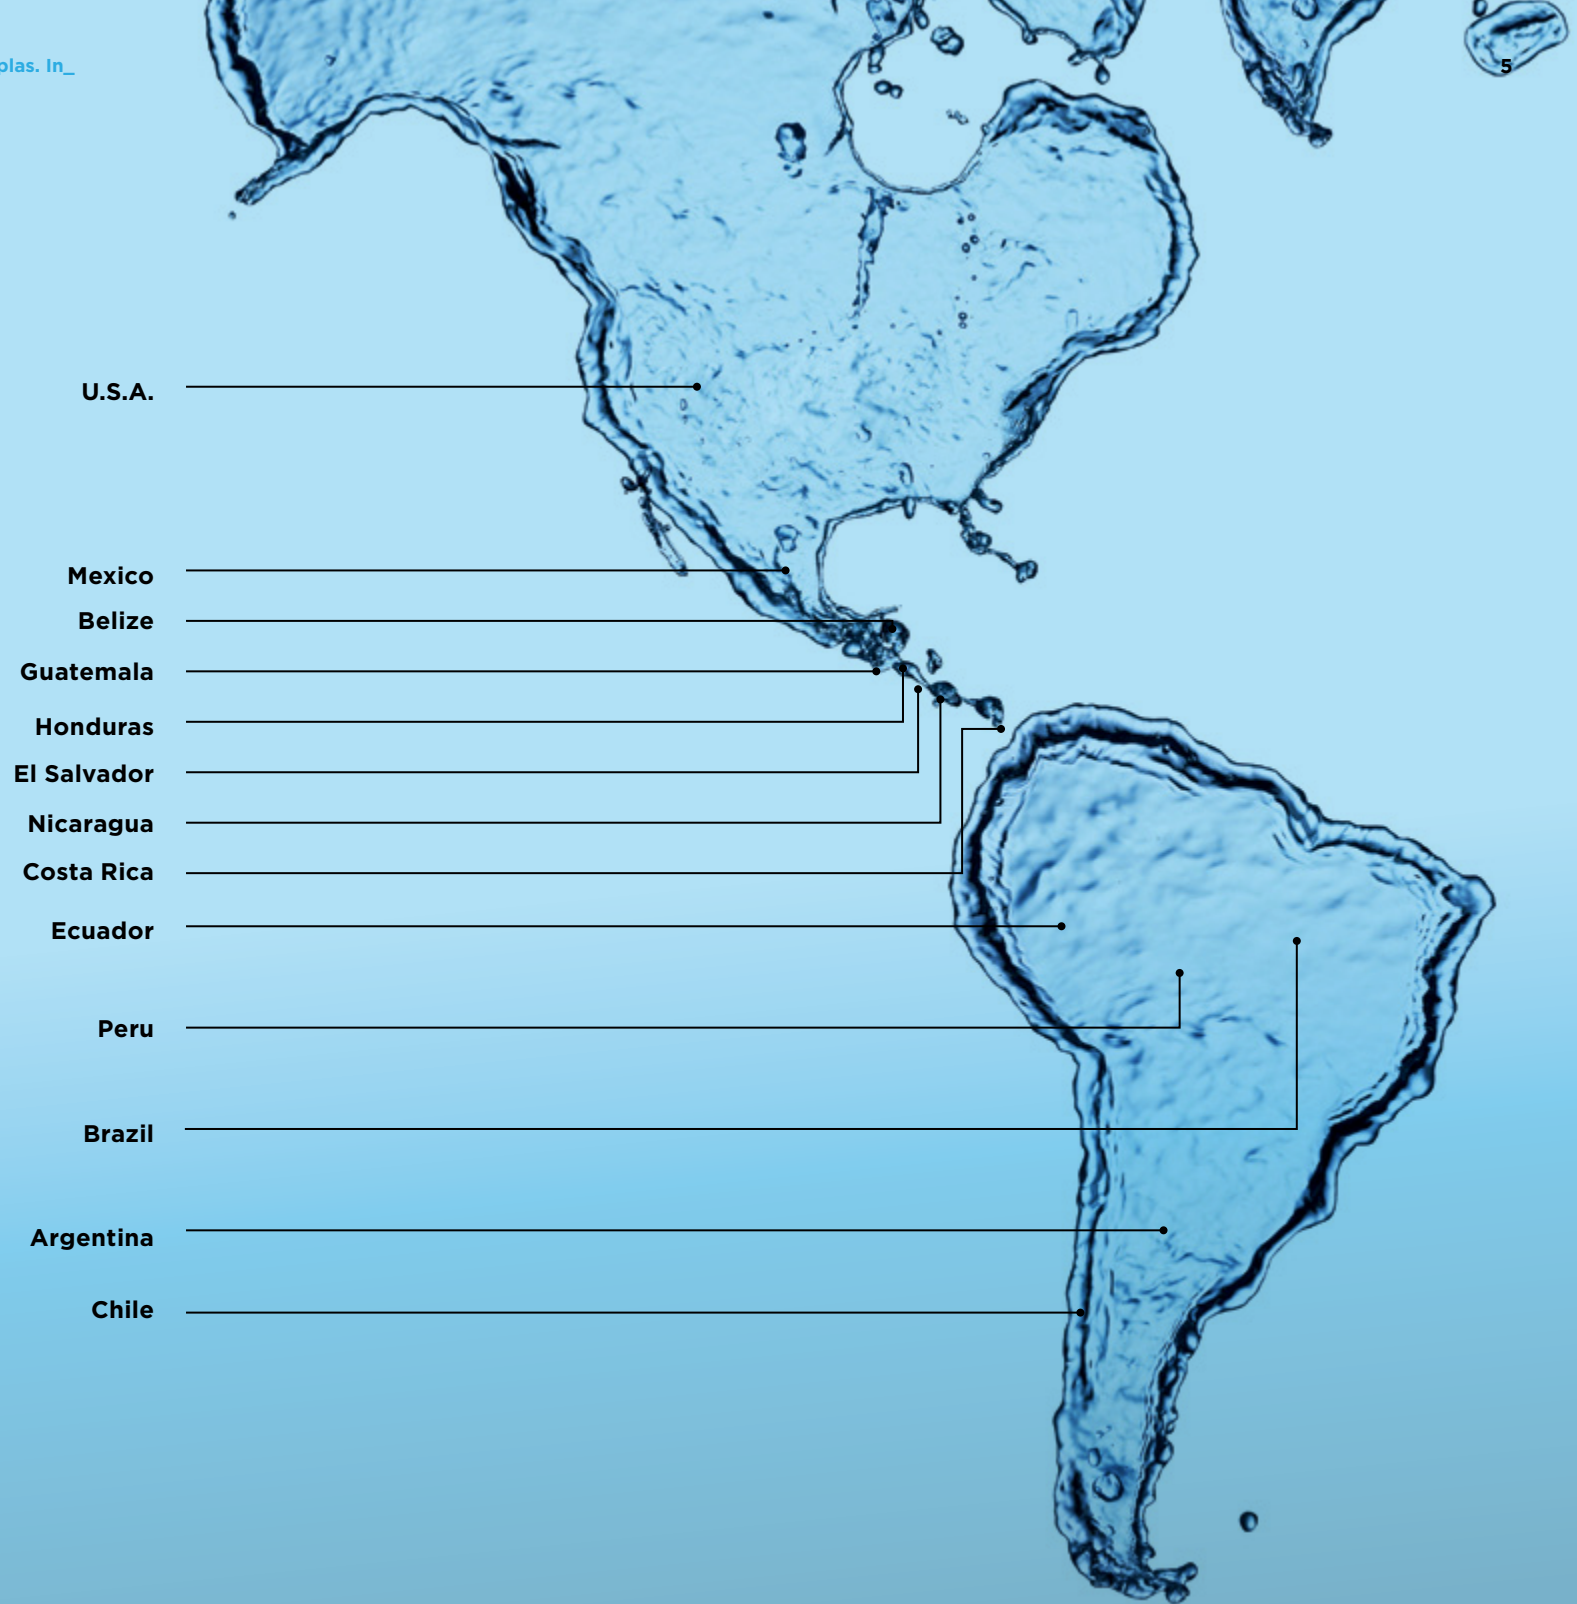 plas. In_
5
U.S.A.
Mexico
Belize
Guatemala
Honduras
El Salvador
Nicaragua
Costa Rica
Ecuador
Peru
Brazil
Argentina
Chile